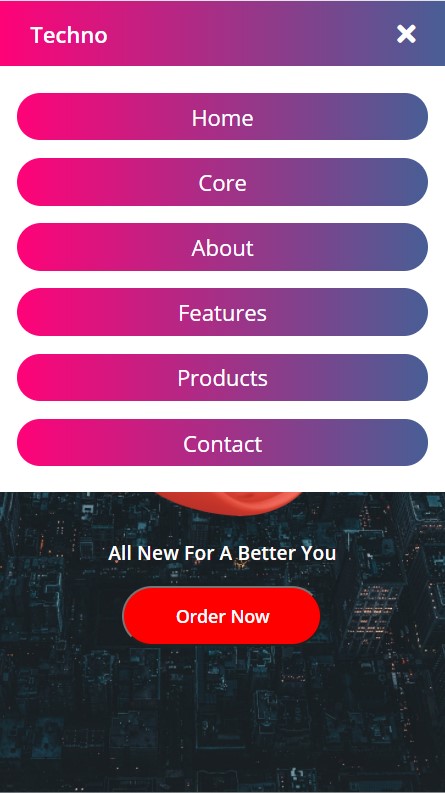 Techno
Home
Core
About
Features
Products
Contact
All New For A Better You
Order Now